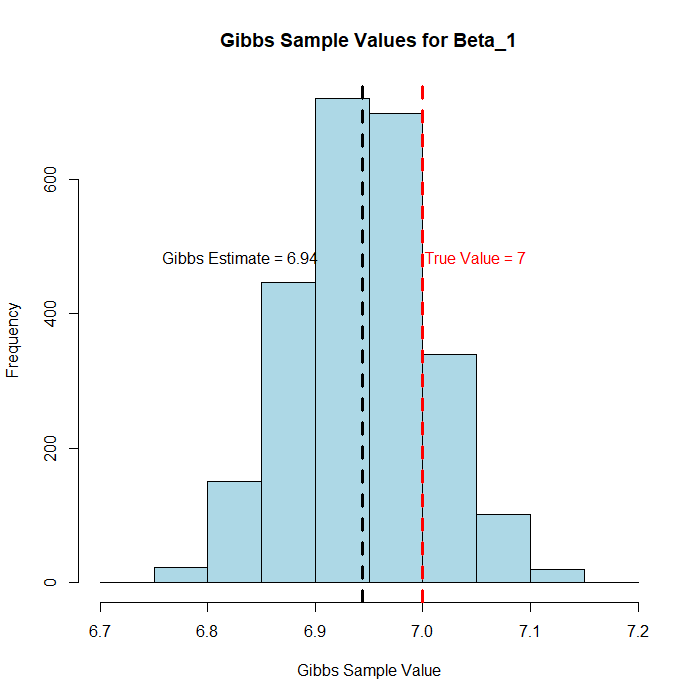 Gibbs Sample Values for Beta_1
Frequency
600
400
200
0
Gibbs Estimate = 6.94
True Value = 7
6.7
6.8
6.9
7.0
7.1
7.2
Gibbs Sample Value